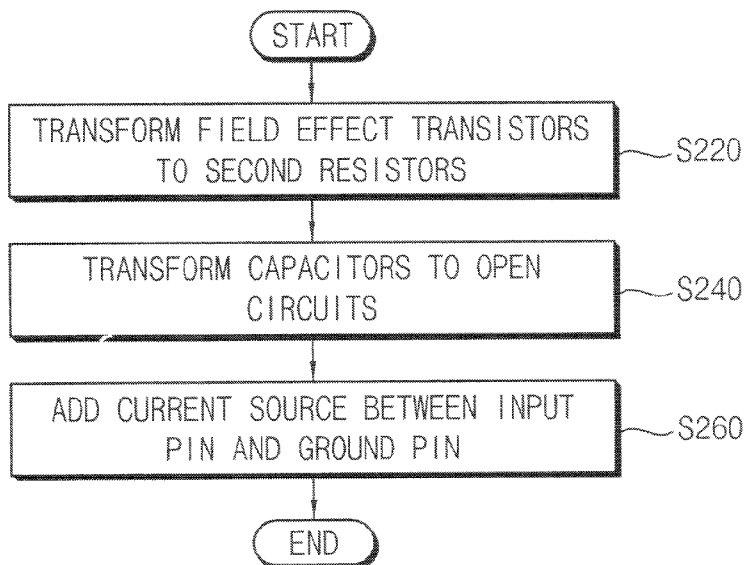 START
TRANSFORM FIELD EFFECT TRANSISTORS
TO SECOND RESISTORS
S220
TRANSFORM CAPACITORS TO OPEN
CIRCUITS
S240
ADD CURRENT SOURCE BETWEEN INPUT
PIN AND GROUND PIN
S260
END